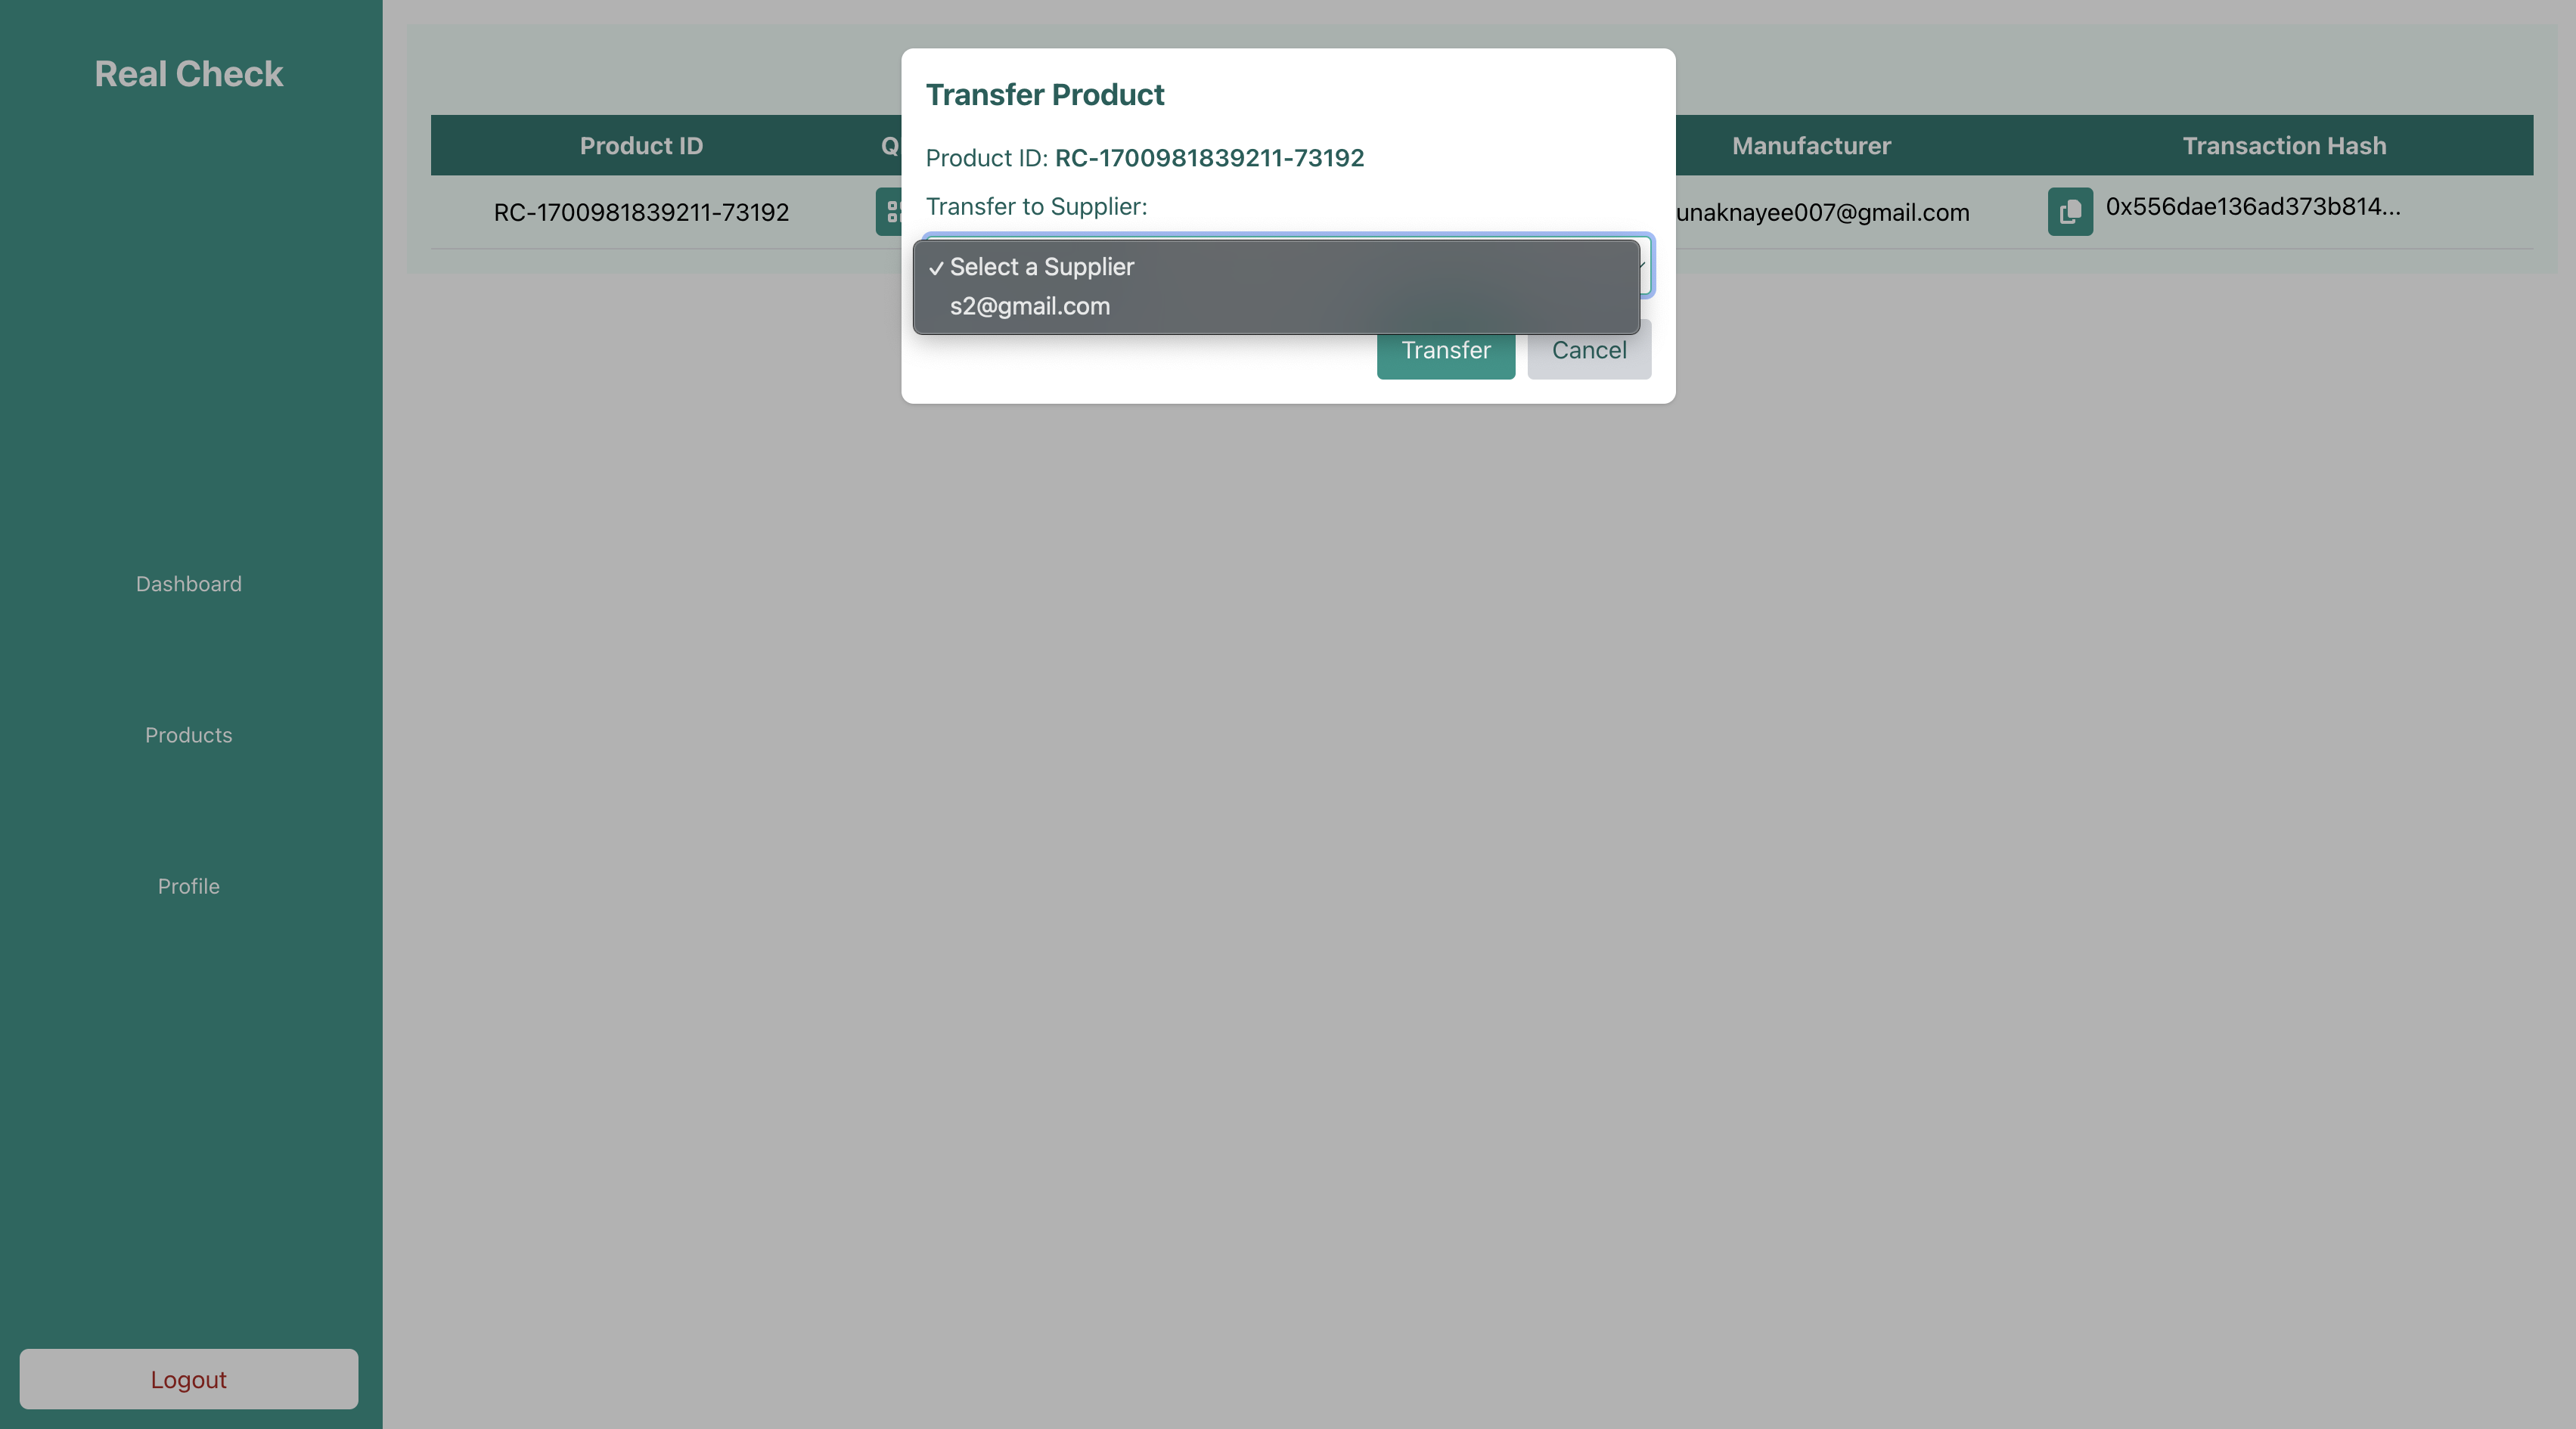 Real Check
Dashboard
Products
Profile
Logout
Transfer Product
Product ID: RC-1700981839211-73192
Transfer to Supplier:
✓ Select a Supplier
s2@gmail.com
Transfer
Cancel
Product ID Manufacturer Transaction Hash
RC-1700981839211-73192 unaknayee007@gmail.com 0x556dae136ad373b814...